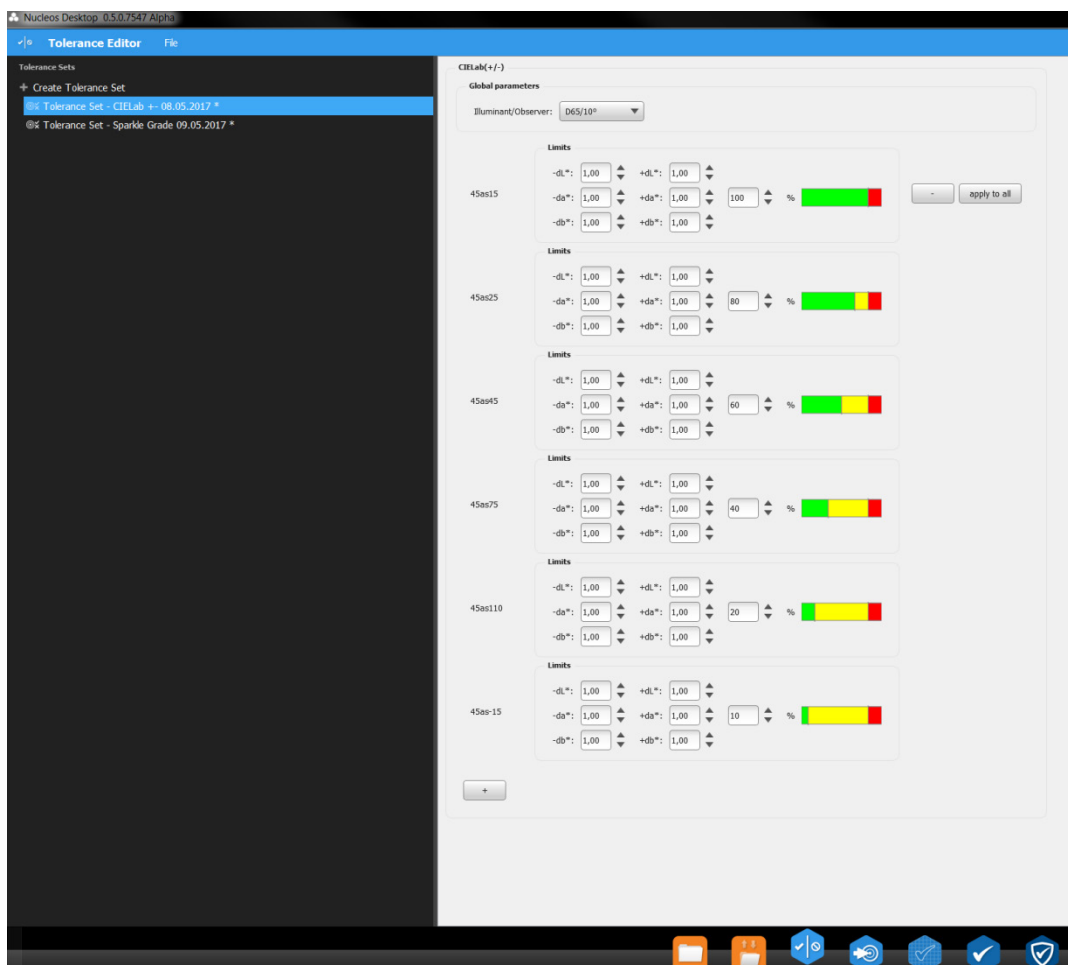 Nucleos Desktop 0.5.0.7547 Alpha
Tolerance Editor File
Tolerance Sets
+ Create Tolerance Set
Tolerance Set - CIELab +- 08.05.2017 *
Tolerance Set - Sparkle Grade 09.05.2017 *
CIELab(+/-)
Global parameters
Illuminant/Observer: D65/10°
Limits
-dL*: 1,00 +dL*: 1,00
45as15 -da*: 1,00 +da*: 1,00 100 % - apply to all
-db*: 1,00 +db*: 1,00
Limits
-dL*: 1,00 +dL*: 1,00
45as25 -da*: 1,00 +da*: 1,00 80 %
-db*: 1,00 +db*: 1,00
Limits
-dL*: 1,00 +dL*: 1,00
45as45 -da*: 1,00 +da*: 1,00 60 %
-db*: 1,00 +db*: 1,00
Limits
-dL*: 1,00 +dL*: 1,00
45as75 -da*: 1,00 +da*: 1,00 40 %
-db*: 1,00 +db*: 1,00
Limits
-dL*: 1,00 +dL*: 1,00
45as110 -da*: 1,00 +da*: 1,00 20 %
-db*: 1,00 +db*: 1,00
Limits
-dL*: 1,00 +dL*: 1,00
45as-15 -da*: 1,00 +da*: 1,00 10 %
-db*: 1,00 +db*: 1,00
+